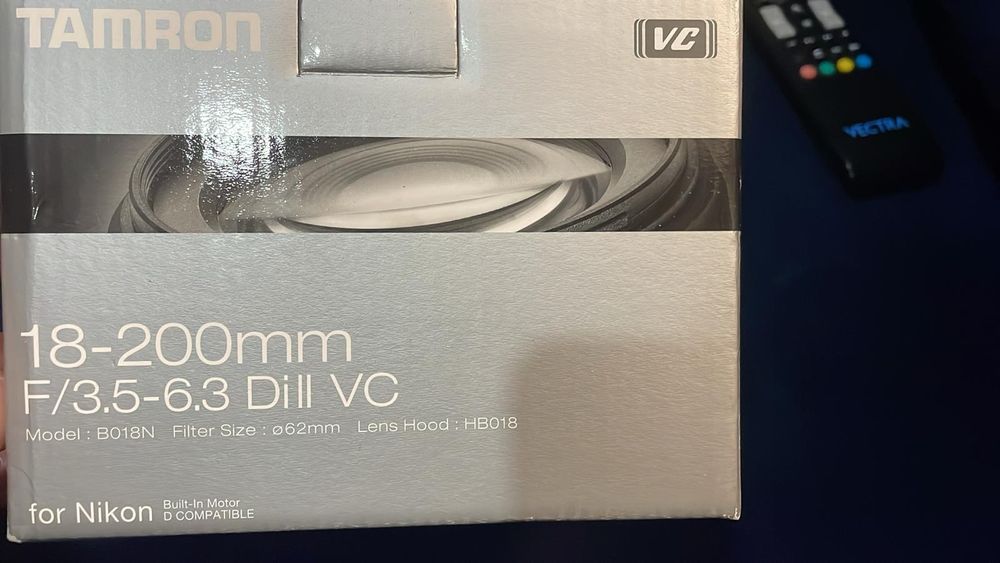 TAMRON
VC
VECTRA
18-200mm
F/3.5-6.3 DiII VC
Model : B018N Filter Size : ø62mm Lens Hood : HB018
for Nikon Built-In Motor
D COMPATIBLE